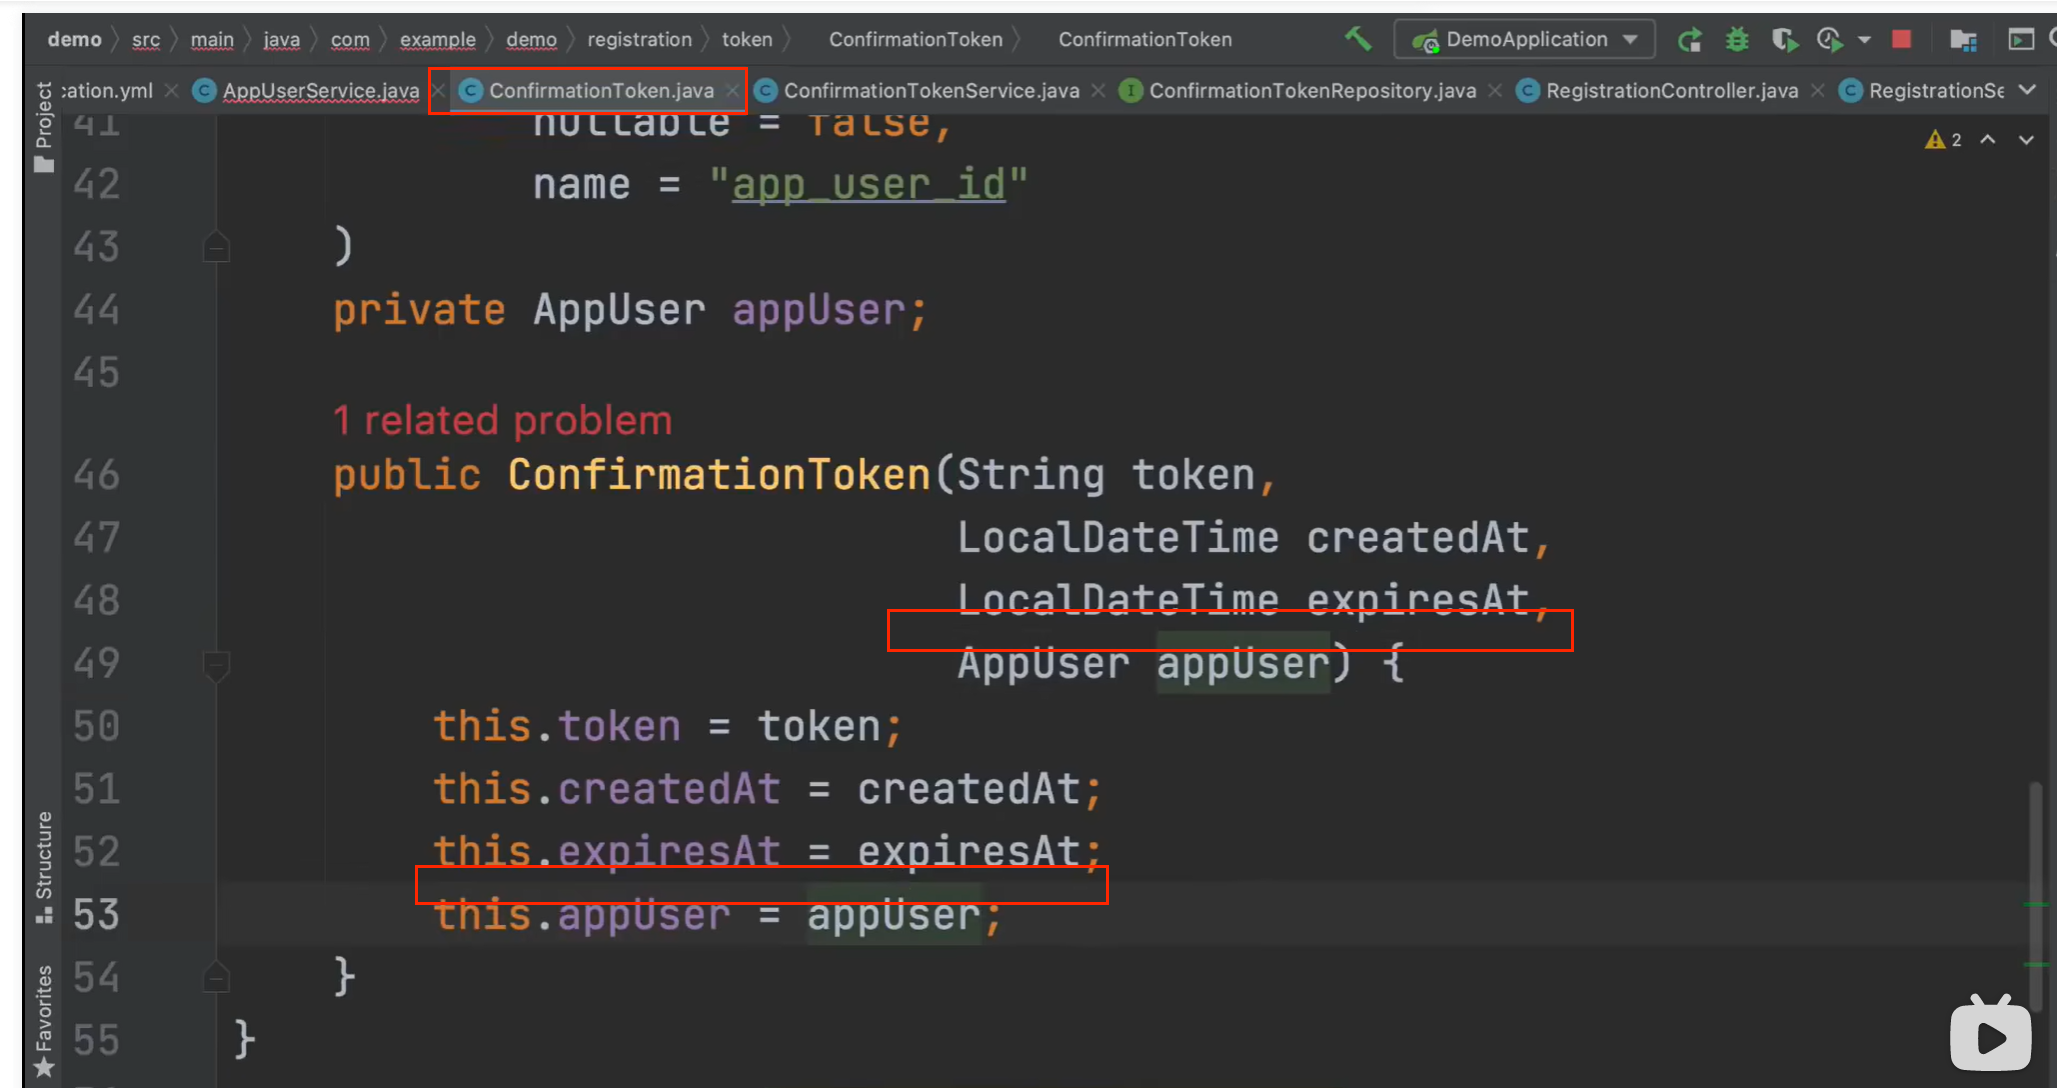 demo src main java com example demo registration token ConfirmationToken ConfirmationToken DemoApplication
cation.yml AppUserService.java ConfirmationToken.java ConfirmationTokenService.java ConfirmationTokenRepository.java RegistrationController.java RegistrationSe
Project
41 nullable = false,
2
42 name = "app_user_id"
43 )
44 private AppUser appUser;
45
1 related problem
46 public ConfirmationToken(String token,
47 LocalDateTime createdAt,
48 LocalDateTime expiresAt,
49 AppUser appUser) {
50 this.token = token;
51 this.createdAt = createdAt;
52 this.expiresAt = expiresAt;
53 this.appUser = appUser;
54 }
55 }
Structure
Favorites